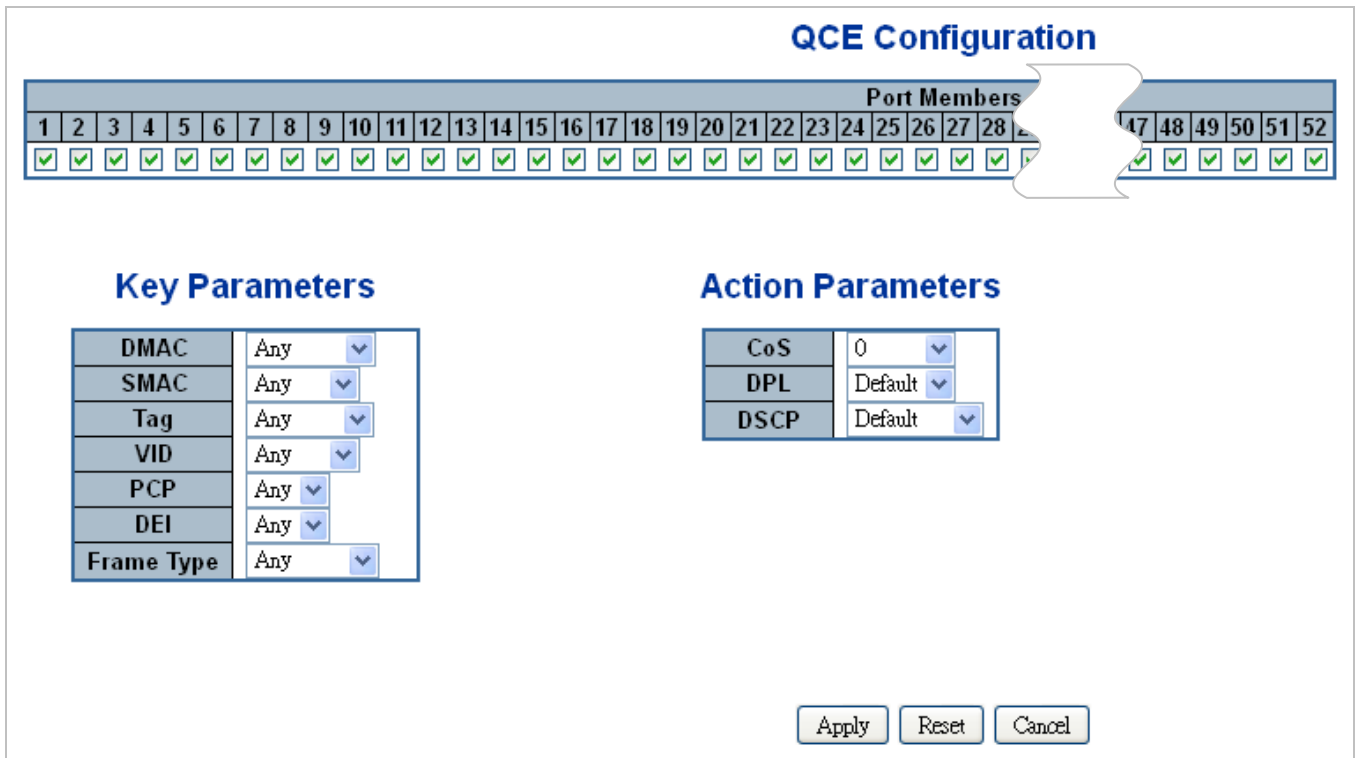 QCE Configuration
Port Members
1 2 3 4 5 6 7 8 9 10 11 12 13 14 15 16 17 18 19 20 21 22 23 24 25 26 27 28 47 48 49 50 51 52
Key Parameters
DMAC Any
SMAC Any
Tag Any
VID Any
PCP Any
DEI Any
Frame Type Any
Action Parameters
CoS 0
DPL Default
DSCP Default
Apply Reset Cancel